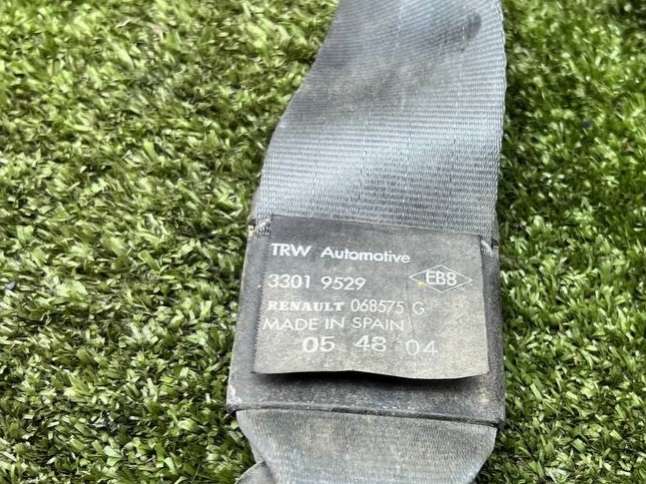 TRW Automotive
3301 9529 EB8
RENAULT 068575 G
MADE IN SPAIN
05 48 04